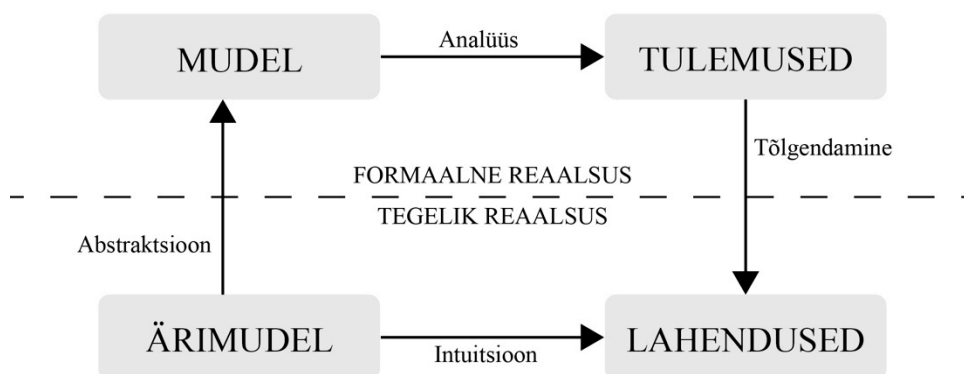 Analüüs
MUDEL
TULEMUSED
Tõlgendamine
FORMAALNE REAALSUS
TEGELIK REAALSUS
Abstraktsioon
ÄRIMUDEL
LAHENDUSED
Intuitsioon